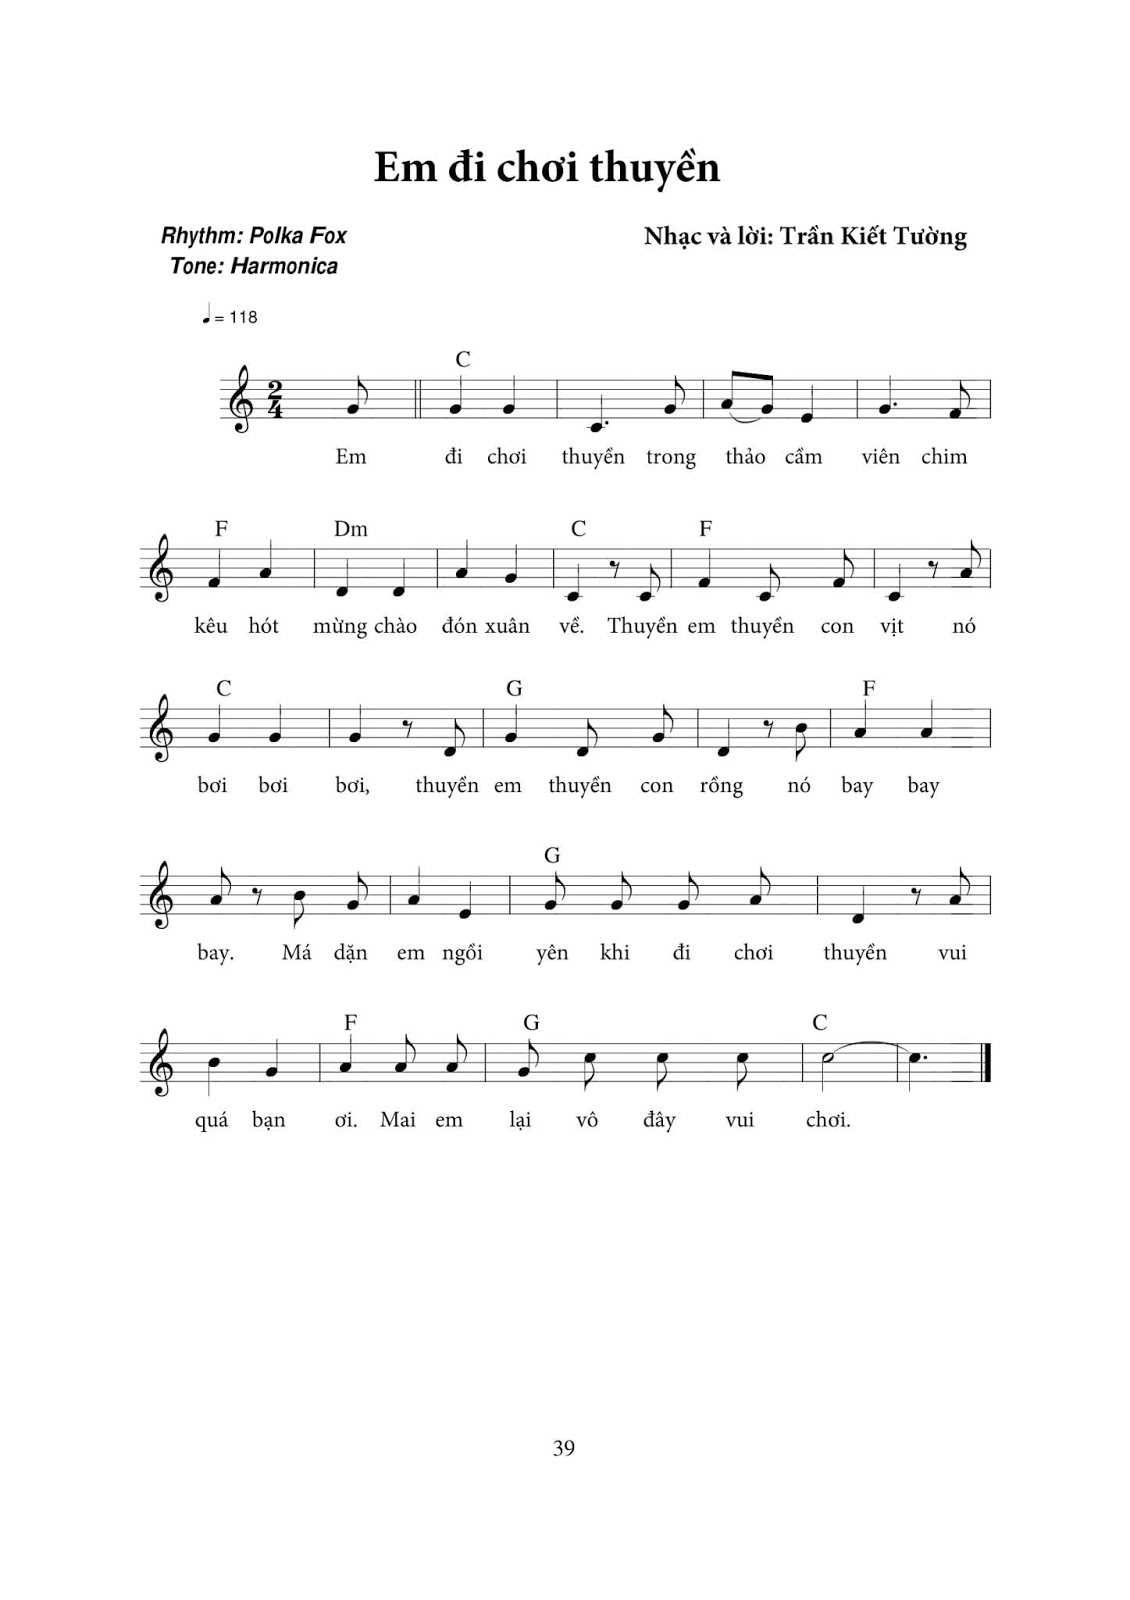 Em đi chơi thuyền
Rhythm: Polka Fox
Nhạc và lời: Trần Kiết Tường
Tone: Harmonica
= 118
C
2
4
Em đi chơi thuyền trong thảo cầm viên chim
F Dm C F
kêu hót mừng chào đón xuân về. Thuyền em thuyền con vịt nó
C G F
bơi bơi bơi, thuyền em thuyền con rồng nó bay bay
G
bay. Má dặn em ngồi yên khi đi chơi thuyền vui
F G C
quá bạn ơi. Mai em lại vô đây vui chơi.
39